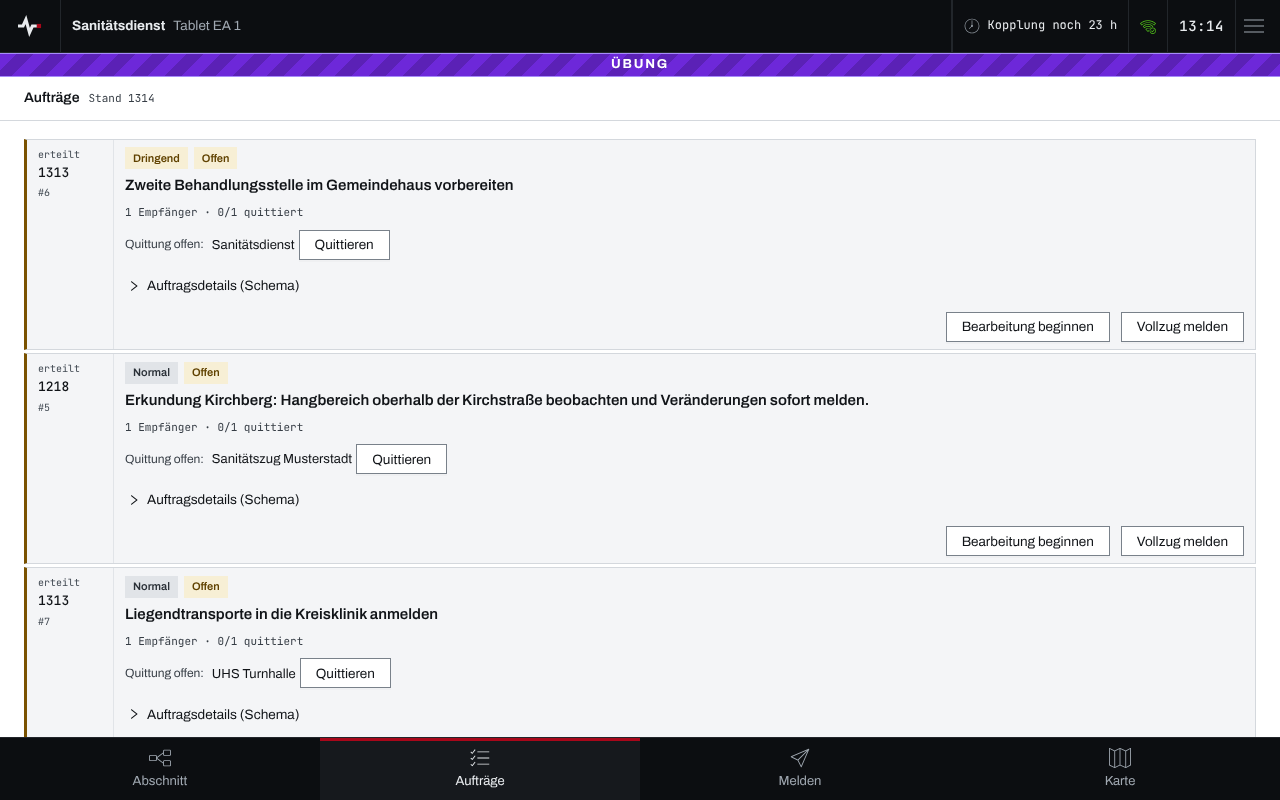 Sanitätsdienst Tablet EA 1
Kopplung noch 23 h
13:14
ÜBUNG
Aufträge Stand 1314
erteilt
1313
#6
Dringend Offen
Zweite Behandlungsstelle im Gemeindehaus vorbereiten
1 Empfänger · 0/1 quittiert
Quittung offen: Sanitätsdienst Quittieren
Auftragsdetails (Schema)
Bearbeitung beginnen Vollzug melden
erteilt
1218
#5
Normal Offen
Erkundung Kirchberg: Hangbereich oberhalb der Kirchstraße beobachten und Veränderungen sofort melden.
1 Empfänger · 0/1 quittiert
Quittung offen: Sanitätszug Musterstadt Quittieren
Auftragsdetails (Schema)
Bearbeitung beginnen Vollzug melden
erteilt
1313
#7
Normal Offen
Liegendtransporte in die Kreisklinik anmelden
1 Empfänger · 0/1 quittiert
Quittung offen: UHS Turnhalle Quittieren
Auftragsdetails (Schema)
Abschnitt Aufträge Melden Karte